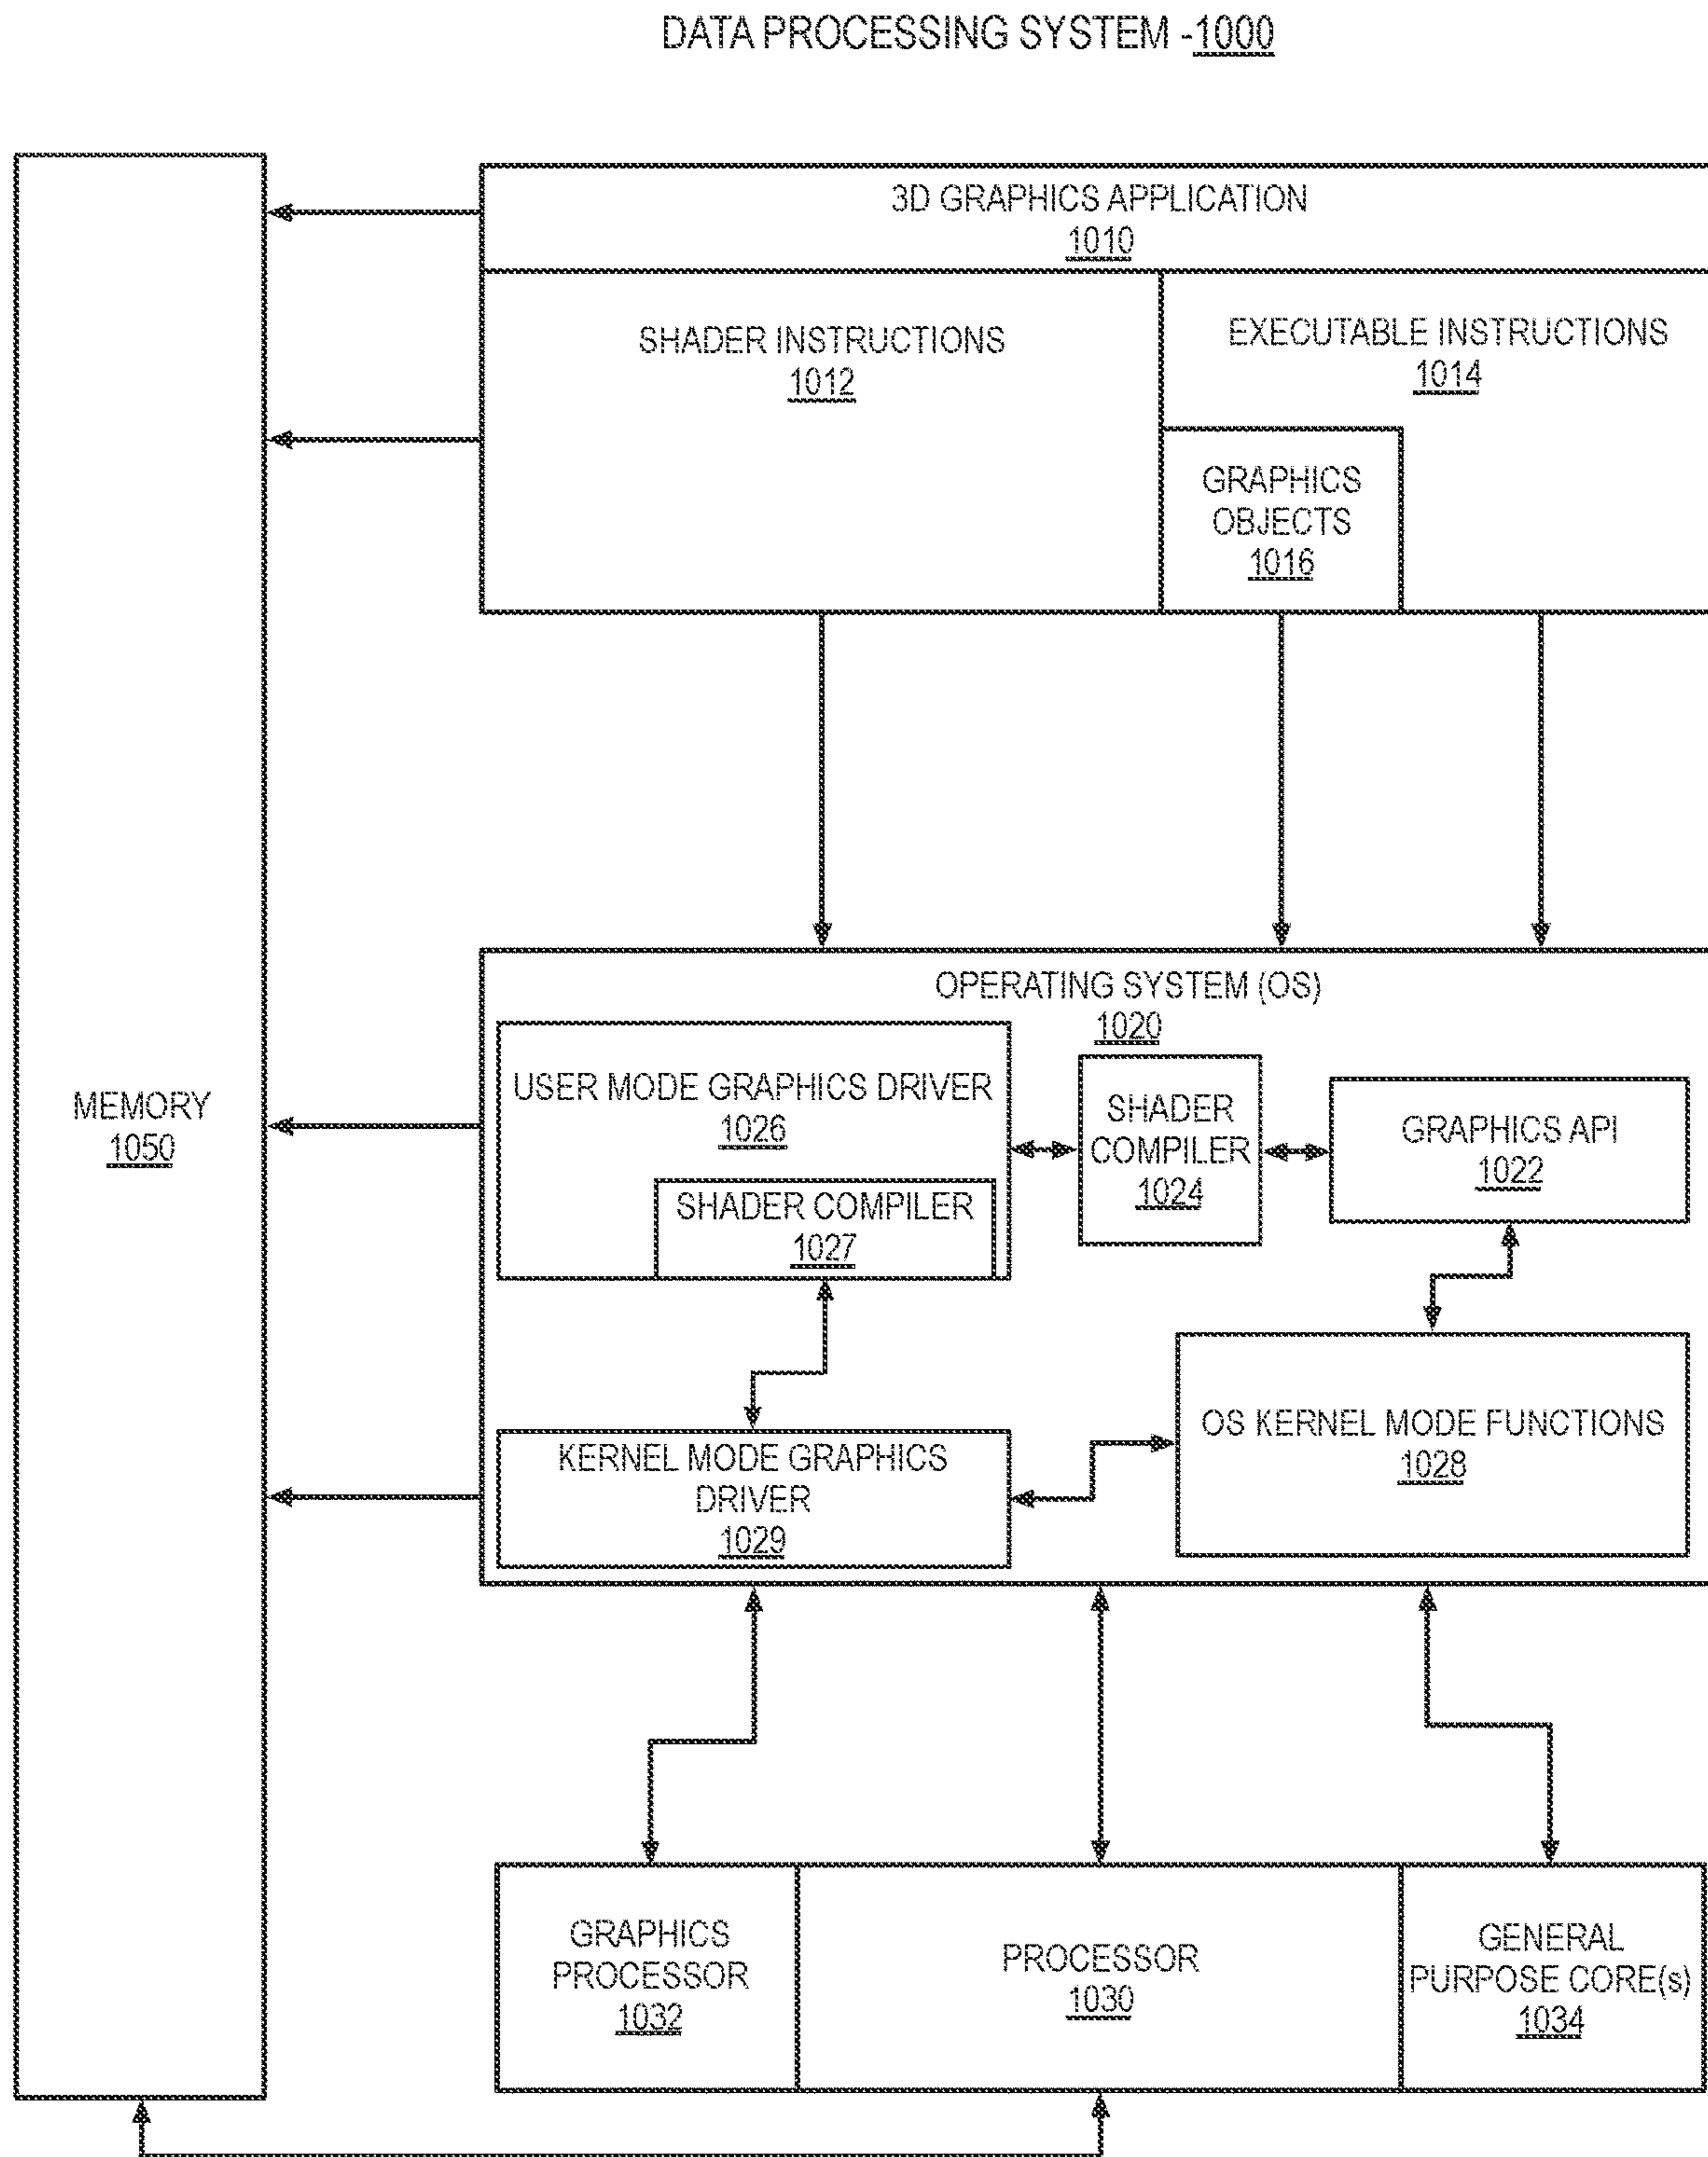 DATA PROCESSING SYSTEM -1000
3D GRAPHICS APPLICATION
1010
SHADER INSTRUCTIONS
1012
EXECUTABLE INSTRUCTIONS
1014
GRAPHICS
OBJECTS
1016
MEMORY
1050
OPERATING SYSTEM (OS)
1020
USER MODE GRAPHICS DRIVER
1026
SHADER COMPILER
1027
SHADER
COMPILER
1024
GRAPHICS API
1022
KERNEL MODE GRAPHICS
DRIVER
1029
OS KERNEL MODE FUNCTIONS
1028
GRAPHICS
PROCESSOR
1032
PROCESSOR
1030
GENERAL
PURPOSE CORE(s)
1034